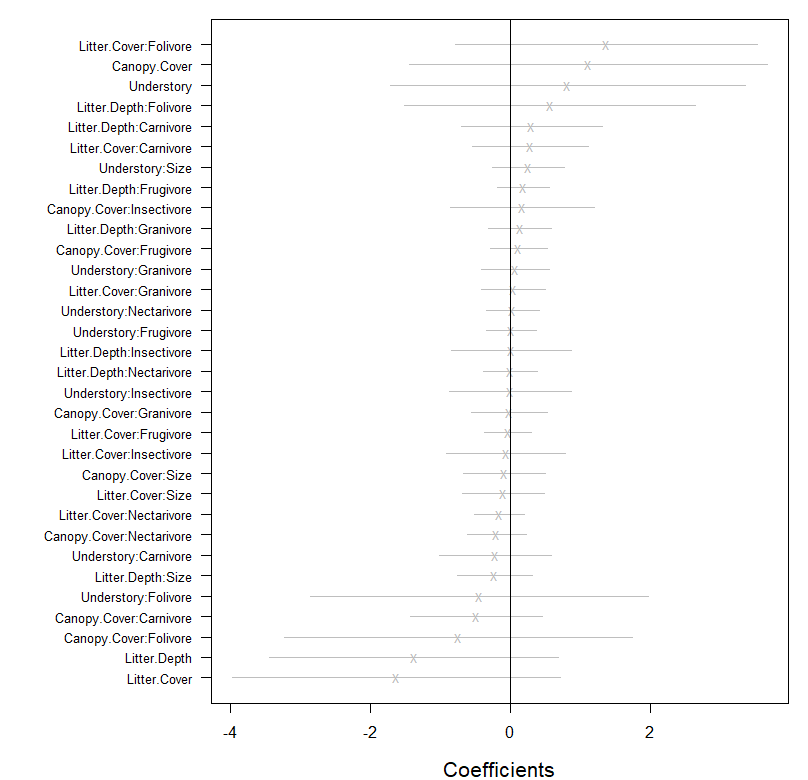 Litter.Cover:Folivore
Canopy.Cover
Understory
Litter.Depth:Folivore
Litter.Depth:Carnivore
Litter.Cover:Carnivore
Understory:Size
Litter.Depth:Frugivore
Canopy.Cover:Insectivore
Litter.Depth:Granivore
Canopy.Cover:Frugivore
Understory:Granivore
Litter.Cover:Granivore
Understory:Nectarivore
Understory:Frugivore
Litter.Depth:Insectivore
Litter.Depth:Nectarivore
Understory:Insectivore
Canopy.Cover:Granivore
Litter.Cover:Frugivore
Litter.Cover:Insectivore
Canopy.Cover:Size
Litter.Cover:Size
Litter.Cover:Nectarivore
Canopy.Cover:Nectarivore
Understory:Carnivore
Litter.Depth:Size
Understory:Folivore
Canopy.Cover:Carnivore
Canopy.Cover:Folivore
Litter.Depth
Litter.Cover
-4 -2 0 2
Coefficients